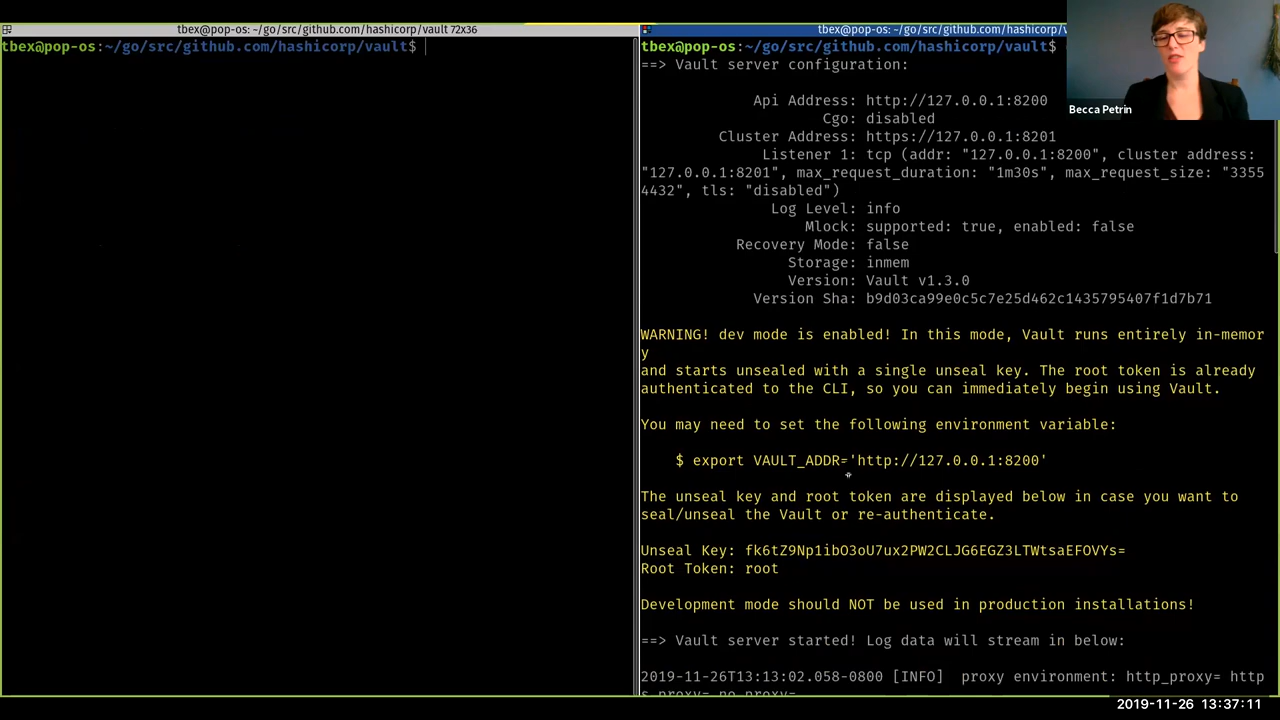 tbex@pop-os: ~/go/src/github.com/hashicorp/vault 72x36
tbex@pop-os:~/go/src/github.com/hashicorp/vault$
tbex@pop-os: ~/go/src/github.com/hashicorp/v
tbex@pop-os:~/go/src/github.com/hashicorp/vault$
==> Vault server configuration:
Api Address: http://127.0.0.1:8200
Cgo: disabled
Cluster Address: https://127.0.0.1:8201
Listener 1: tcp (addr: "127.0.0.1:8200", cluster address:
"127.0.0.1:8201", max_request_duration: "1m30s", max_request_size: "3355
4432", tls: "disabled")
Log Level: info
Mlock: supported: true, enabled: false
Recovery Mode: false
Storage: inmem
Version: Vault v1.3.0
Version Sha: b9d03ca99e0c5c7e25d462c1435795407f1d7b71
WARNING! dev mode is enabled! In this mode, Vault runs entirely in-memor
y
and starts unsealed with a single unseal key. The root token is already
authenticated to the CLI, so you can immediately begin using Vault.
You may need to set the following environment variable:
$ export VAULT_ADDR='http://127.0.0.1:8200'
The unseal key and root token are displayed below in case you want to
seal/unseal the Vault or re-authenticate.
Unseal Key: fk6tZ9Np1ibO3oU7ux2PW2CLJG6EGZ3LTWtsaEFOVYs=
Root Token: root
Development mode should NOT be used in production installations!
==> Vault server started! Log data will stream in below:
2019-11-26T13:13:02.058-0800 [INFO]  proxy environment: http_proxy= http
s_proxy= no_proxy=
Becca Petrin
2019-11-26 13:37:11